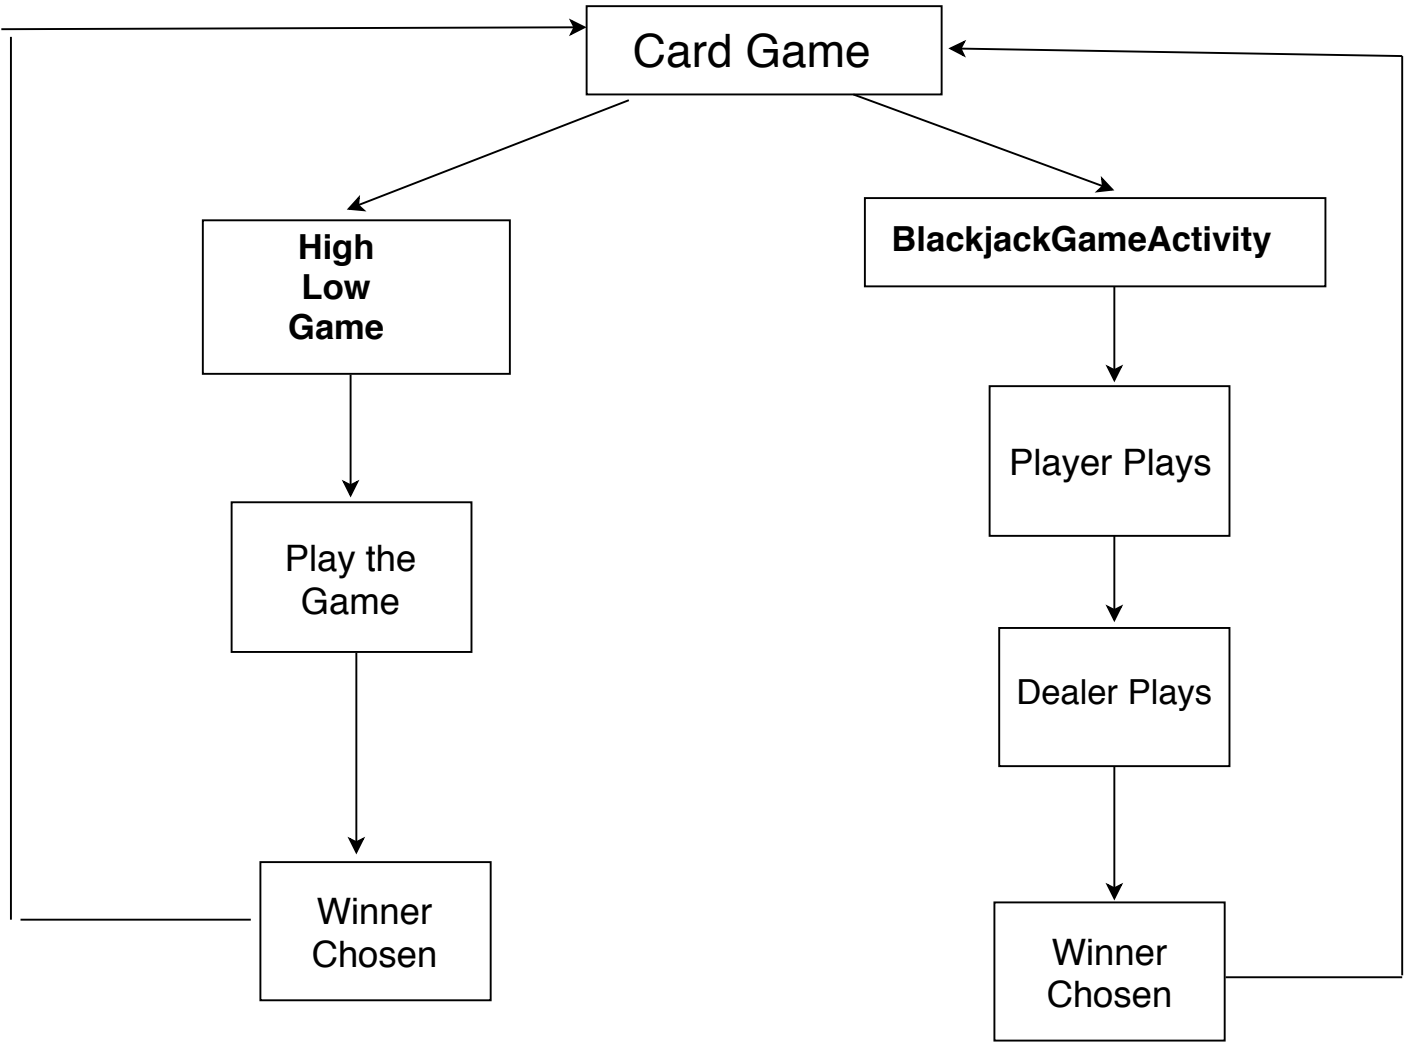 Card Game
High
Low
Game
BlackjackGameActivity
Play the
Game
Player Plays
Dealer Plays
Winner
Chosen
Winner
Chosen